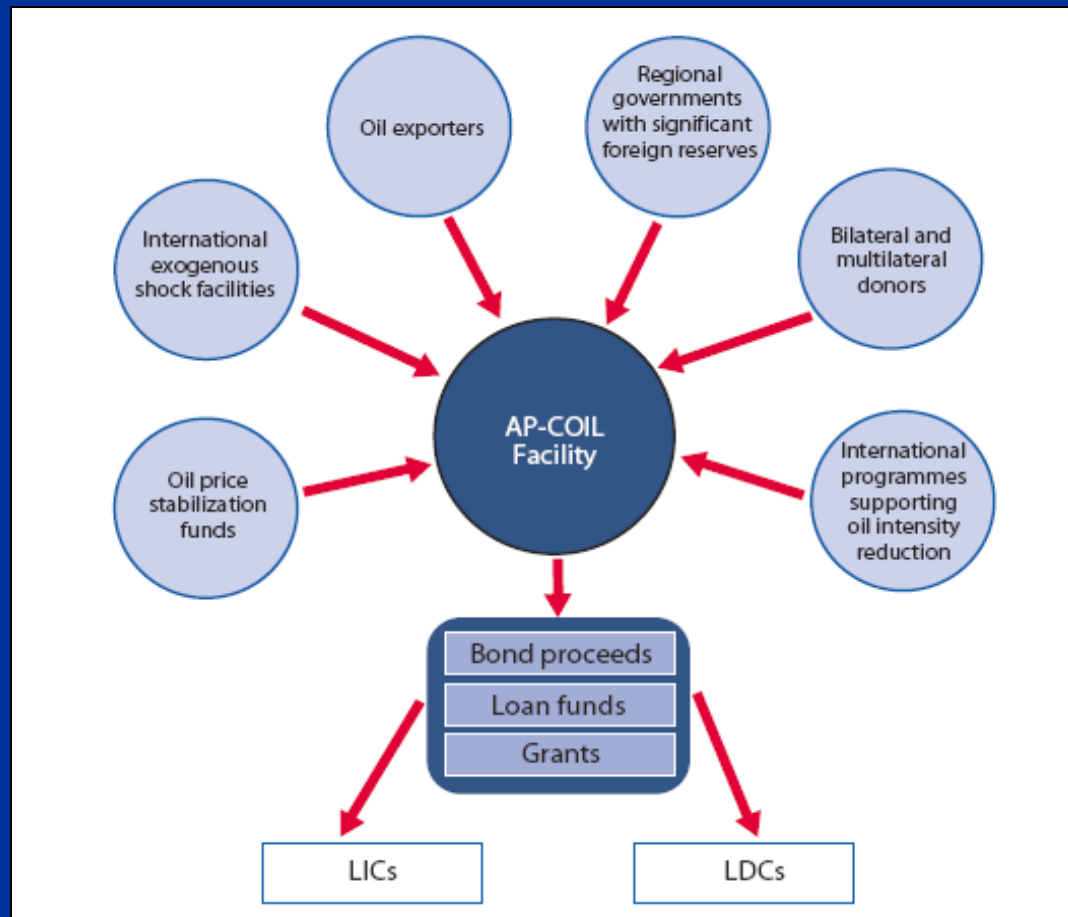 Oil exporters
Regional
governments
with significant
foreign reserves
International
exogenous
shock facilities
Bilateral and
multilateral
donors
AP-COIL
Facility
Oil price
stabilization
funds
International
programmes
supporting
oil intensity
reduction
Bond proceeds
Loan funds
Grants
LICs
LDCs